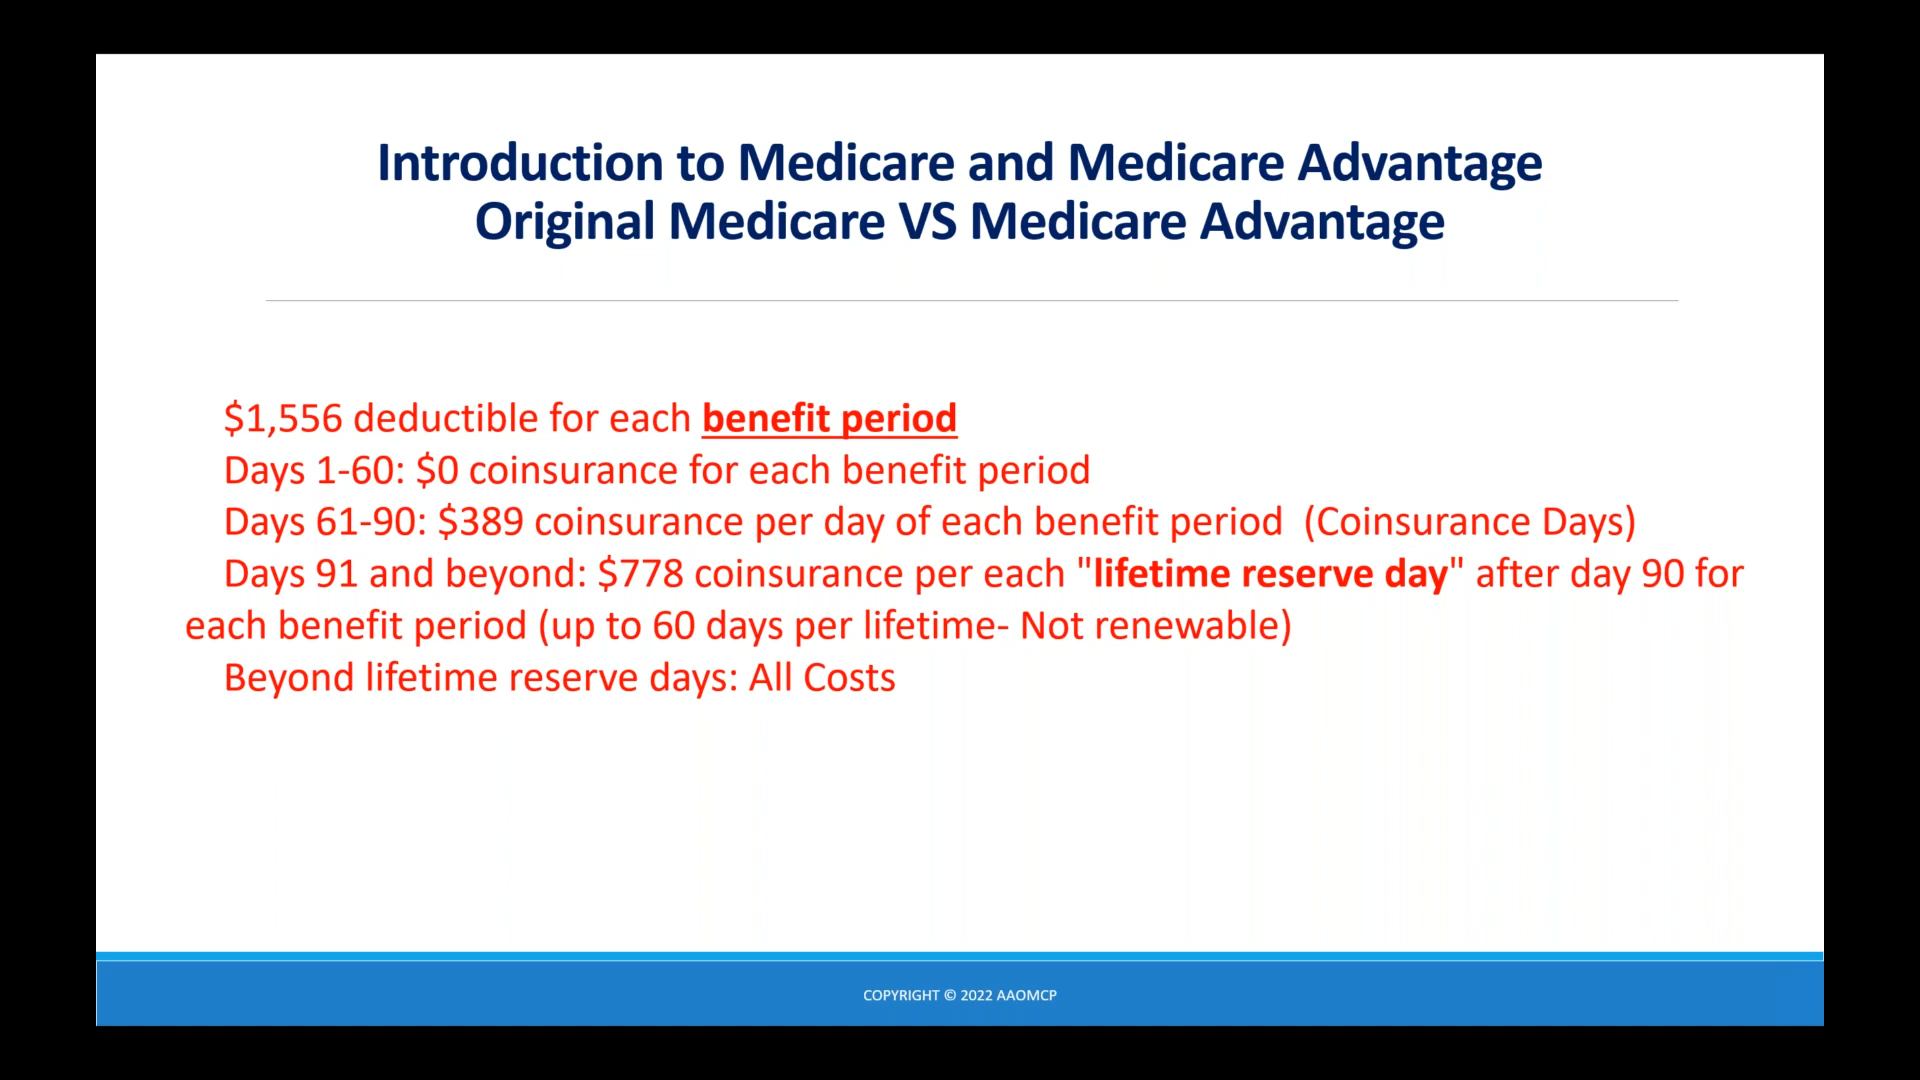 Introduction to Medicare and Medicare Advantage
Original Medicare VS Medicare Advantage
$1,556 deductible for each benefit period
Days 1-60: $0 coinsurance for each benefit period
Days 61-90: $389 coinsurance per day of each benefit period  (Coinsurance Days)
Days 91 and beyond: $778 coinsurance per each "lifetime reserve day" after day 90 for
each benefit period (up to 60 days per lifetime- Not renewable)
Beyond lifetime reserve days: All Costs
COPYRIGHT © 2022 AAOMCP